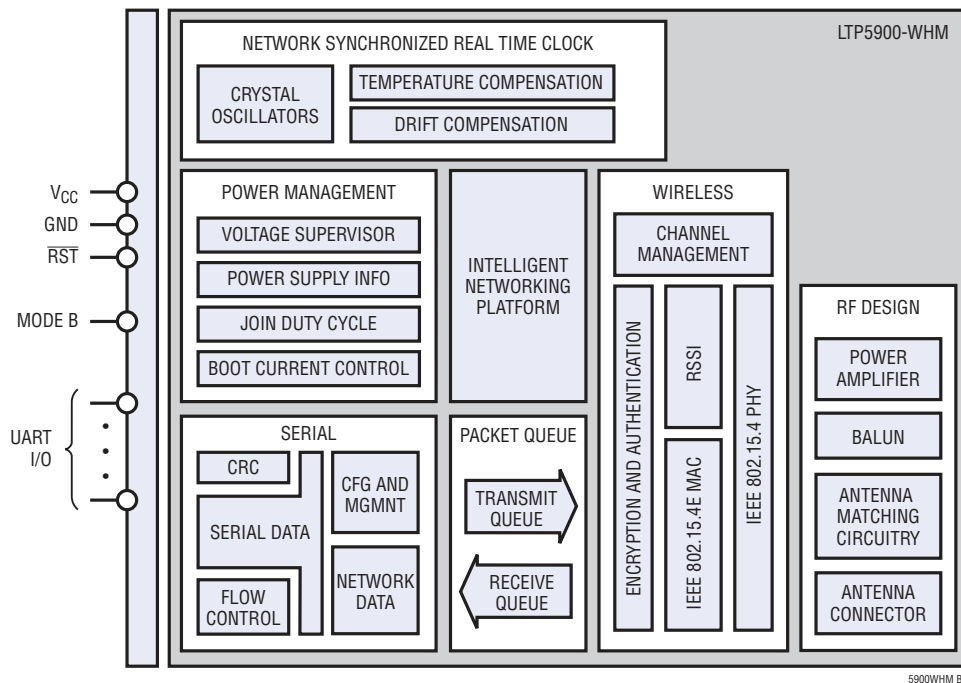 LTP5900-WHM
NETWORK SYNCHRONIZED REAL TIME CLOCK
CRYSTAL
OSCILLATORS
TEMPERATURE COMPENSATION
DRIFT COMPENSATION
VCC
GND
RST
MODE B
UART
I/O
POWER MANAGEMENT
VOLTAGE SUPERVISOR
POWER SUPPLY INFO
JOIN DUTY CYCLE
BOOT CURRENT CONTROL
INTELLIGENT
NETWORKING
PLATFORM
WIRELESS
CHANNEL
MANAGEMENT
ENCRYPTION AND AUTHENTICATION
RSSI
IEEE 802.15.4E MAC
IEEE 802.15.4 PHY
RF DESIGN
POWER
AMPLIFIER
BALUN
ANTENNA
MATCHING
CIRCUITRY
ANTENNA
CONNECTOR
SERIAL
CRC
SERIAL DATA
FLOW
CONTROL
CFG AND
MGMNT
NETWORK
DATA
PACKET QUEUE
TRANSMIT
QUEUE
RECEIVE
QUEUE
5900WHM B